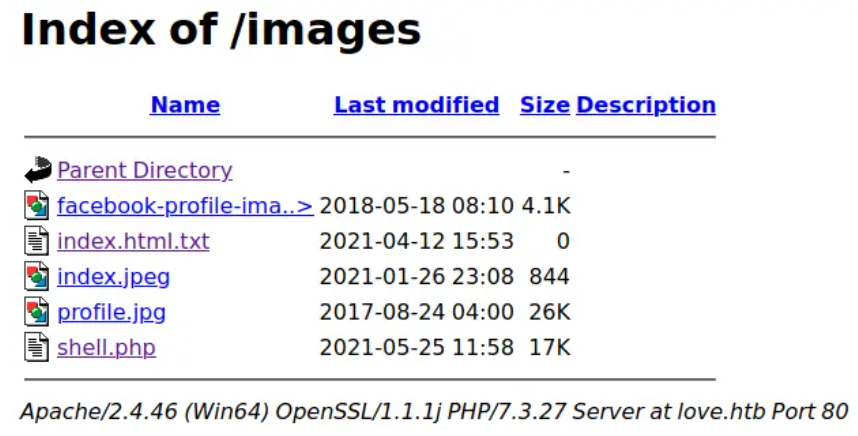 Index of /images
Name Last modified Size Description
Parent Directory -
facebook-profile-ima..> 2018-05-18 08:10 4.1K
index.html.txt 2021-04-12 15:53 0
index.jpeg 2021-01-26 23:08 844
profile.jpg 2017-08-24 04:00 26K
shell.php 2021-05-25 11:58 17K
Apache/2.4.46 (Win64) OpenSSL/1.1.1j PHP/7.3.27 Server at love.htb Port 80